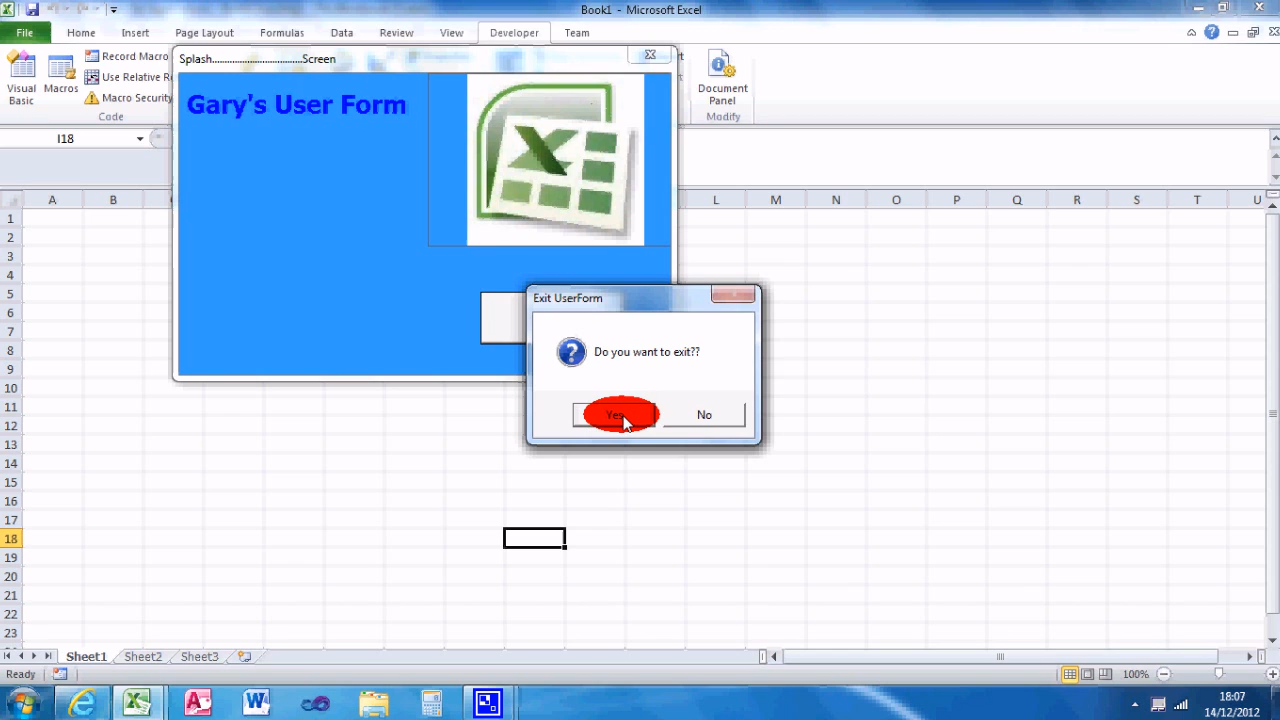 Book1 - Microsoft Excel
File Home Insert Page Layout Formulas Data Review View Developer Team
Splash...................................Screen
Visual Basic
Macros
Record Macro
Use Relative R
Macro Security
Code
Document Panel
Modify
Gary's User Form
I18
A B L M N O P Q R S T U
1
2
3
4
5
6
7
8
9
10
11
12
13
14
15
16
17
18
19
20
21
22
23
Exit UserForm
Do you want to exit??
Yes No
Sheet1 Sheet2 Sheet3
Ready 100%
18:07
14/12/2012